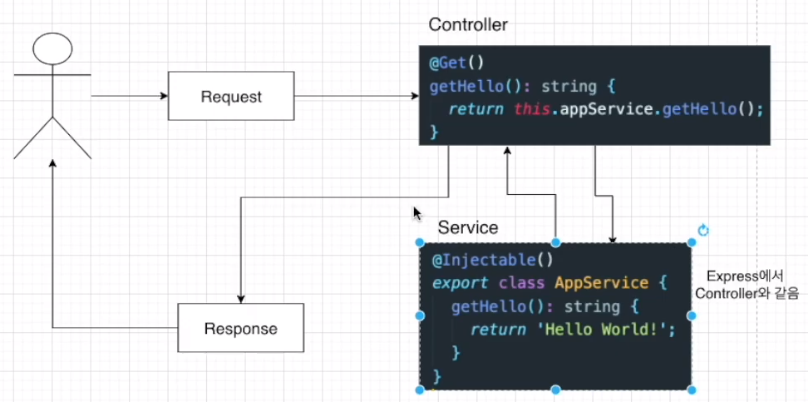 Controller
@Get()
getHello(): string {
return this.appService.getHello();
}
Request
Service
@Injectable()
export class AppService {
getHello(): string {
return 'Hello World!';
}
}
Express에서
Controller와 같음
Response